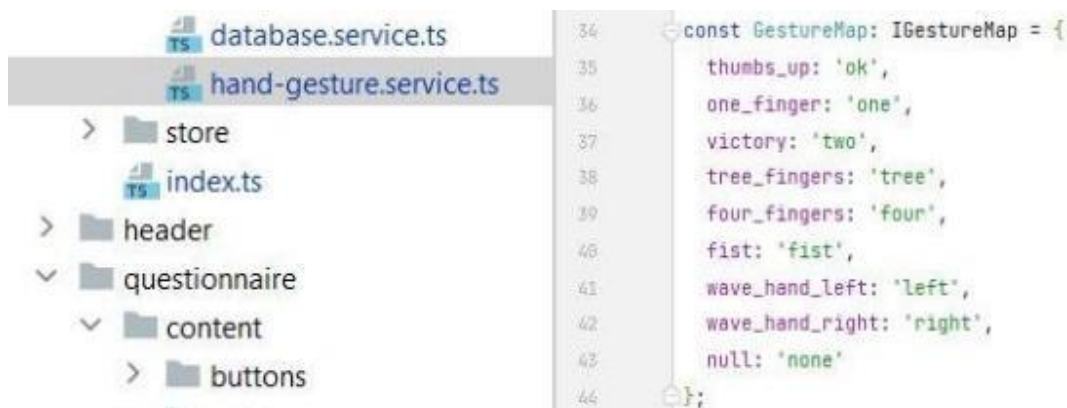 database.service.ts
hand-gesture.service.ts
store
index.ts
header
questionnaire
content
buttons
34 const GestureMap: IGestureMap = {
35 thumbs_up: 'ok',
36 one_finger: 'one',
37 victory: 'two',
38 tree_fingers: 'tree',
39 four_fingers: 'four',
40 fist: 'fist',
41 wave_hand_left: 'left',
42 wave_hand_right: 'right',
43 null: 'none'
44 };